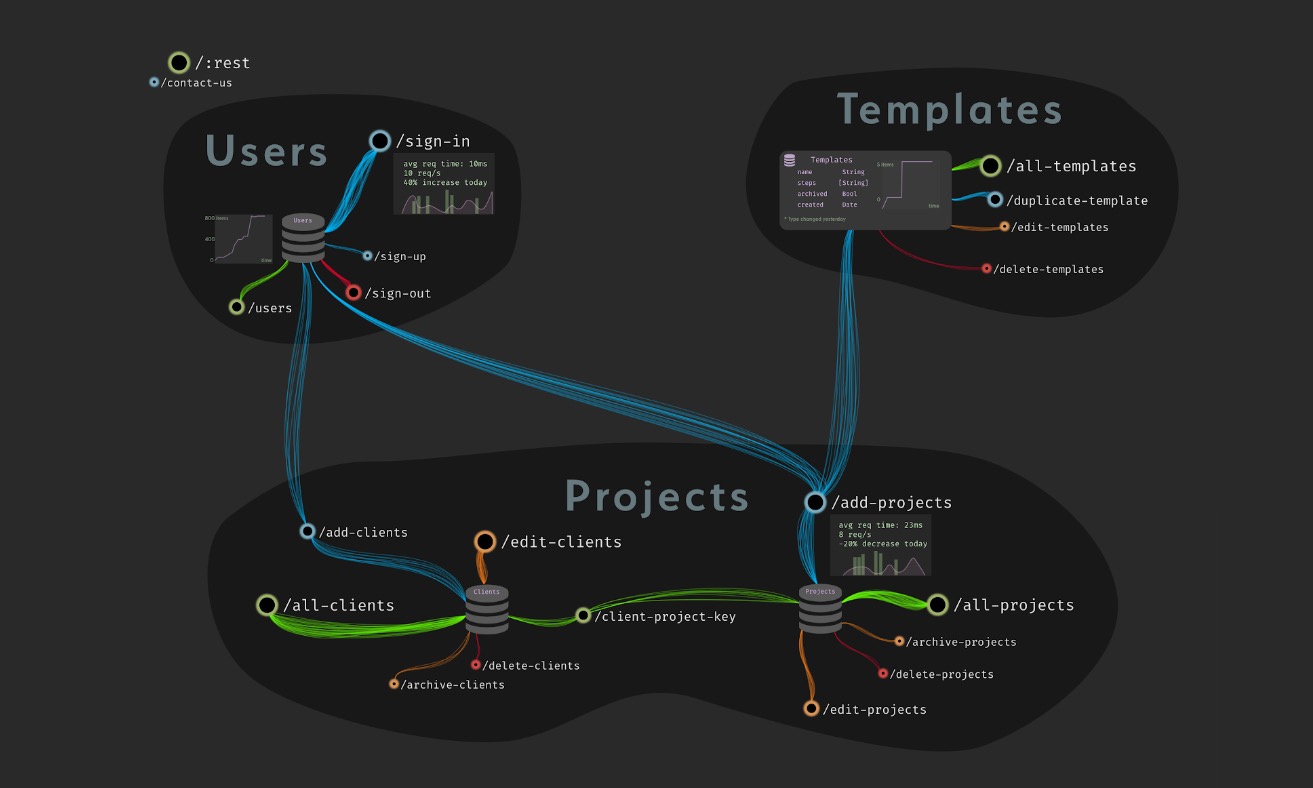 /:rest
/contact-us
Users
/sign-in
avg req time: 10ms
10 req/s
40% increase today
800 items
400
0
time
Users
/sign-up
/sign-out
/users
Templates
Templates
name String
steps [String]
archived Bool
created Date
* Type changed yesterday
5 items
0
time
/all-templates
/duplicate-template
/edit-templates
/delete-templates
Projects
/add-projects
avg req time: 23ms
8 req/s
-20% decrease today
/add-clients
/edit-clients
Clients
Projects
/all-clients
/client-project-key
/all-projects
/archive-projects
/delete-clients
/delete-projects
/archive-clients
/edit-projects